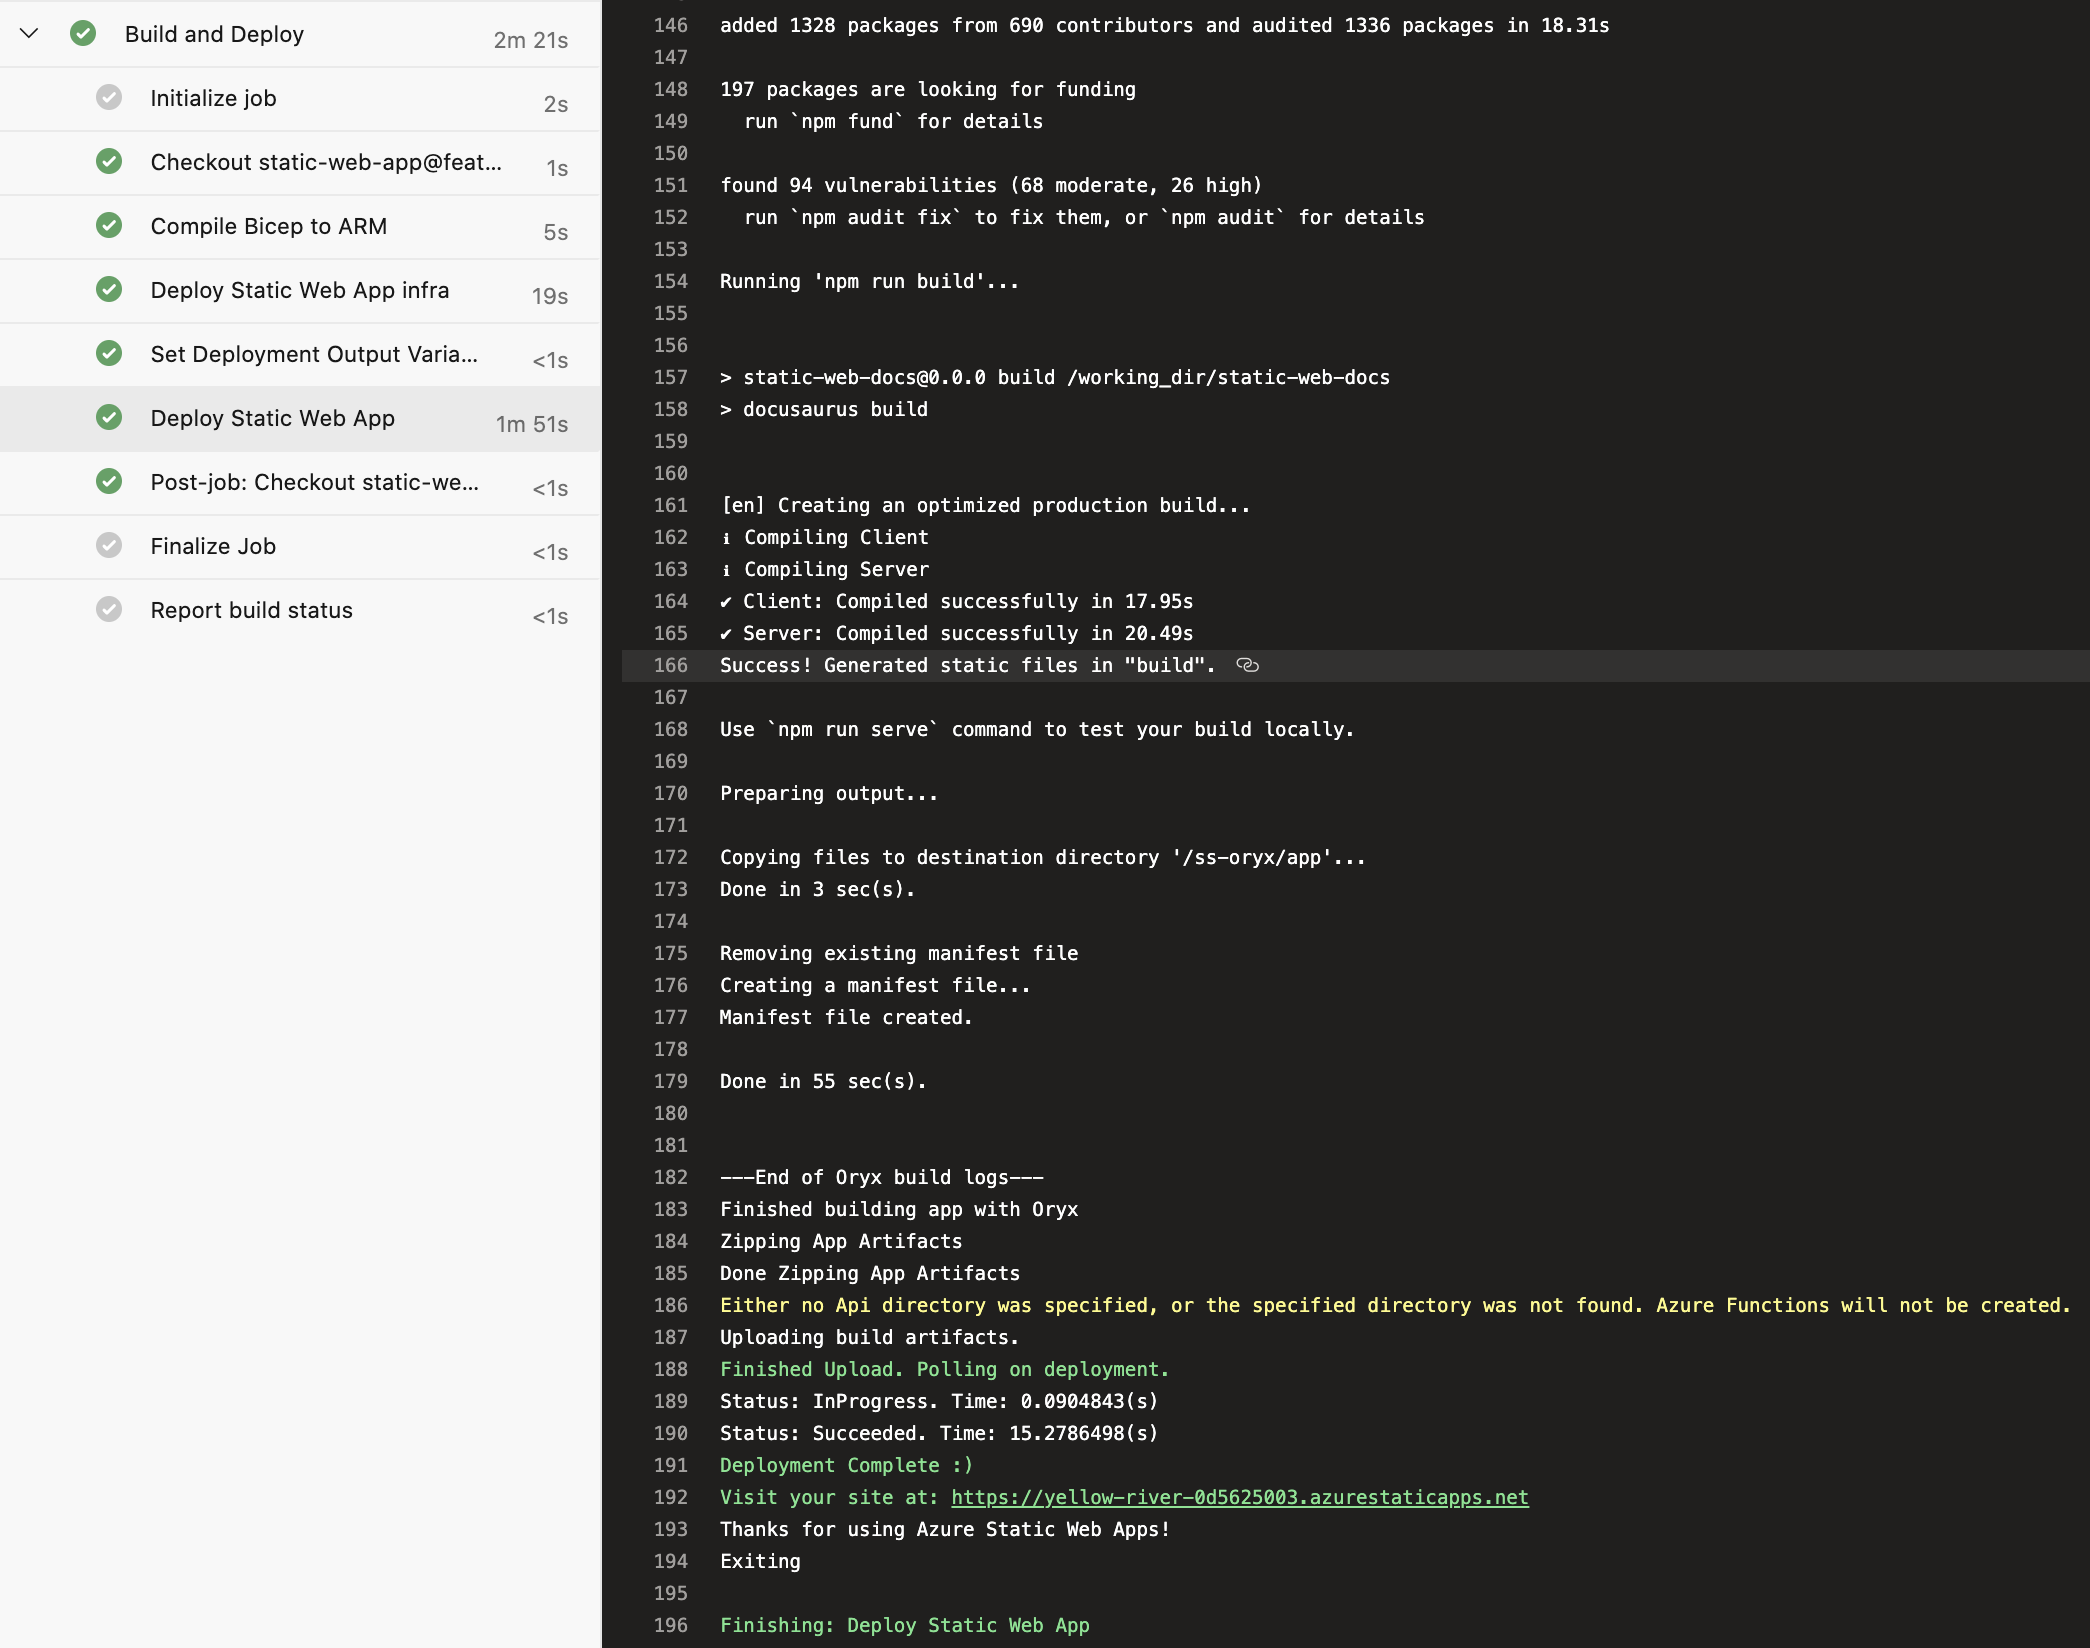 Build and Deploy 2m 21s
Initialize job 2s
Checkout static-web-app@feat... 1s
Compile Bicep to ARM 5s
Deploy Static Web App infra 19s
Set Deployment Output Varia... <1s
Deploy Static Web App 1m 51s
Post-job: Checkout static-we... <1s
Finalize Job <1s
Report build status <1s
146 added 1328 packages from 690 contributors and audited 1336 packages in 18.31s
147
148 197 packages are looking for funding
149   run `npm fund` for details
150
151 found 94 vulnerabilities (68 moderate, 26 high)
152   run `npm audit fix` to fix them, or `npm audit` for details
153
154 Running 'npm run build'...
155
156
157 > static-web-docs@0.0.0 build /working_dir/static-web-docs
158 > docusaurus build
159
160
161 [en] Creating an optimized production build...
162 ℹ Compiling Client
163 ℹ Compiling Server
164 ✔ Client: Compiled successfully in 17.95s
165 ✔ Server: Compiled successfully in 20.49s
166 Success! Generated static files in "build".
167
168 Use `npm run serve` command to test your build locally.
169
170 Preparing output...
171
172 Copying files to destination directory '/ss-oryx/app'...
173 Done in 3 sec(s).
174
175 Removing existing manifest file
176 Creating a manifest file...
177 Manifest file created.
178
179 Done in 55 sec(s).
180
181
182 ---End of Oryx build logs---
183 Finished building app with Oryx
184 Zipping App Artifacts
185 Done Zipping App Artifacts
186 Either no Api directory was specified, or the specified directory was not found. Azure Functions will not be created.
187 Uploading build artifacts.
188 Finished Upload. Polling on deployment.
189 Status: InProgress. Time: 0.0904843(s)
190 Status: Succeeded. Time: 15.2786498(s)
191 Deployment Complete :)
192 Visit your site at: https://yellow-river-0d5625003.azurestaticapps.net
193 Thanks for using Azure Static Web Apps!
194 Exiting
195
196 Finishing: Deploy Static Web App